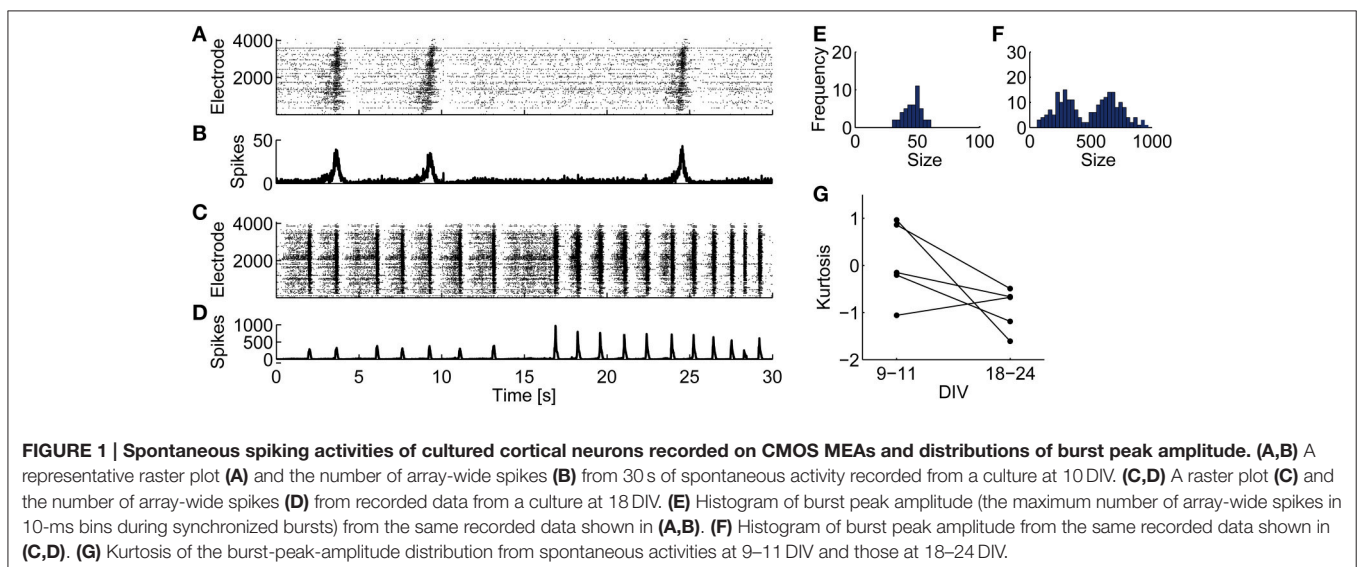 A
Electrode
4000
2000
B
Spikes
50
0
C
Electrode
4000
2000
D
Spikes
1000
500
0
0 5 10 15 20 25 30
Time [s]
E
Frequency
20
10
0
0 50 100
Size
F
30
20
10
0
0 500 1000
Size
G
Kurtosis
1
0
−1
−2
9–11 18–24
DIV
FIGURE 1 | Spontaneous spiking activities of cultured cortical neurons recorded on CMOS MEAs and distributions of burst peak amplitude. (A,B) A
representative raster plot (A) and the number of array-wide spikes (B) from 30 s of spontaneous activity recorded from a culture at 10 DIV. (C,D) A raster plot (C) and
the number of array-wide spikes (D) from recorded data from a culture at 18 DIV. (E) Histogram of burst peak amplitude (the maximum number of array-wide spikes in
10-ms bins during synchronized bursts) from the same recorded data shown in (A,B). (F) Histogram of burst peak amplitude from the same recorded data shown in
(C,D). (G) Kurtosis of the burst-peak-amplitude distribution from spontaneous activities at 9–11 DIV and those at 18–24 DIV.